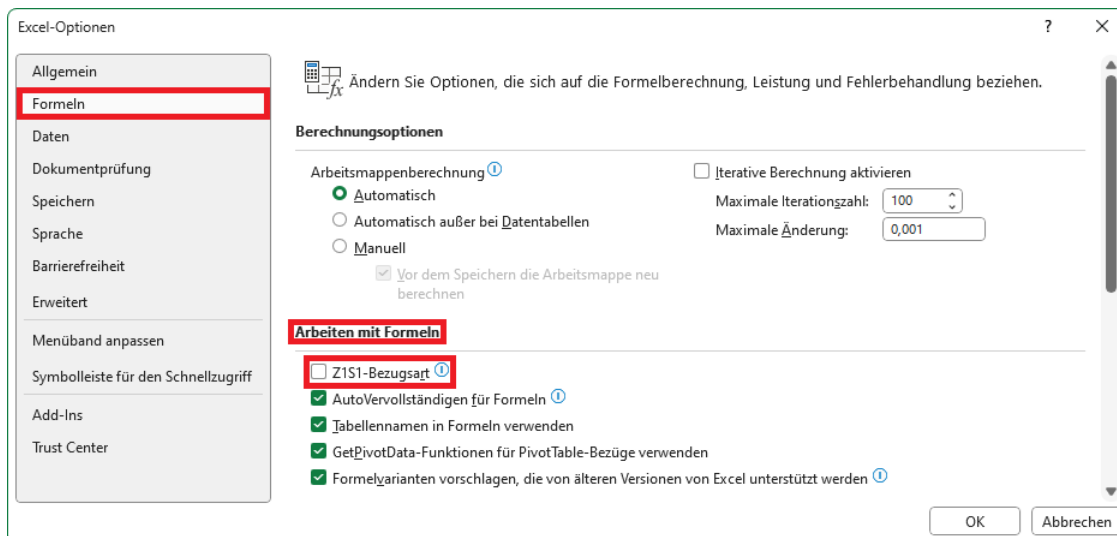 Excel-Optionen
?
Allgemein
Formeln
Daten
Dokumentprüfung
Speichern
Sprache
Barrierefreiheit
Erweitert
Menüband anpassen
Symbolleiste für den Schnellzugriff
Add-Ins
Trust Center
fx Ändern Sie Optionen, die sich auf die Formelberechnung, Leistung und Fehlerbehandlung beziehen.
Berechnungsoptionen
Arbeitsmappenberechnung
Automatisch
Automatisch außer bei Datentabellen
Manuell
Vor dem Speichern die Arbeitsmappe neu
berechnen
Iterative Berechnung aktivieren
Maximale Iterationszahl: 100
Maximale Änderung: 0,001
Arbeiten mit Formeln
Z1S1-Bezugsart
AutoVervollständigen für Formeln
Tabellennamen in Formeln verwenden
GetPivotData-Funktionen für PivotTable-Bezüge verwenden
Formelvarianten vorschlagen, die von älteren Versionen von Excel unterstützt werden
OK
Abbrechen